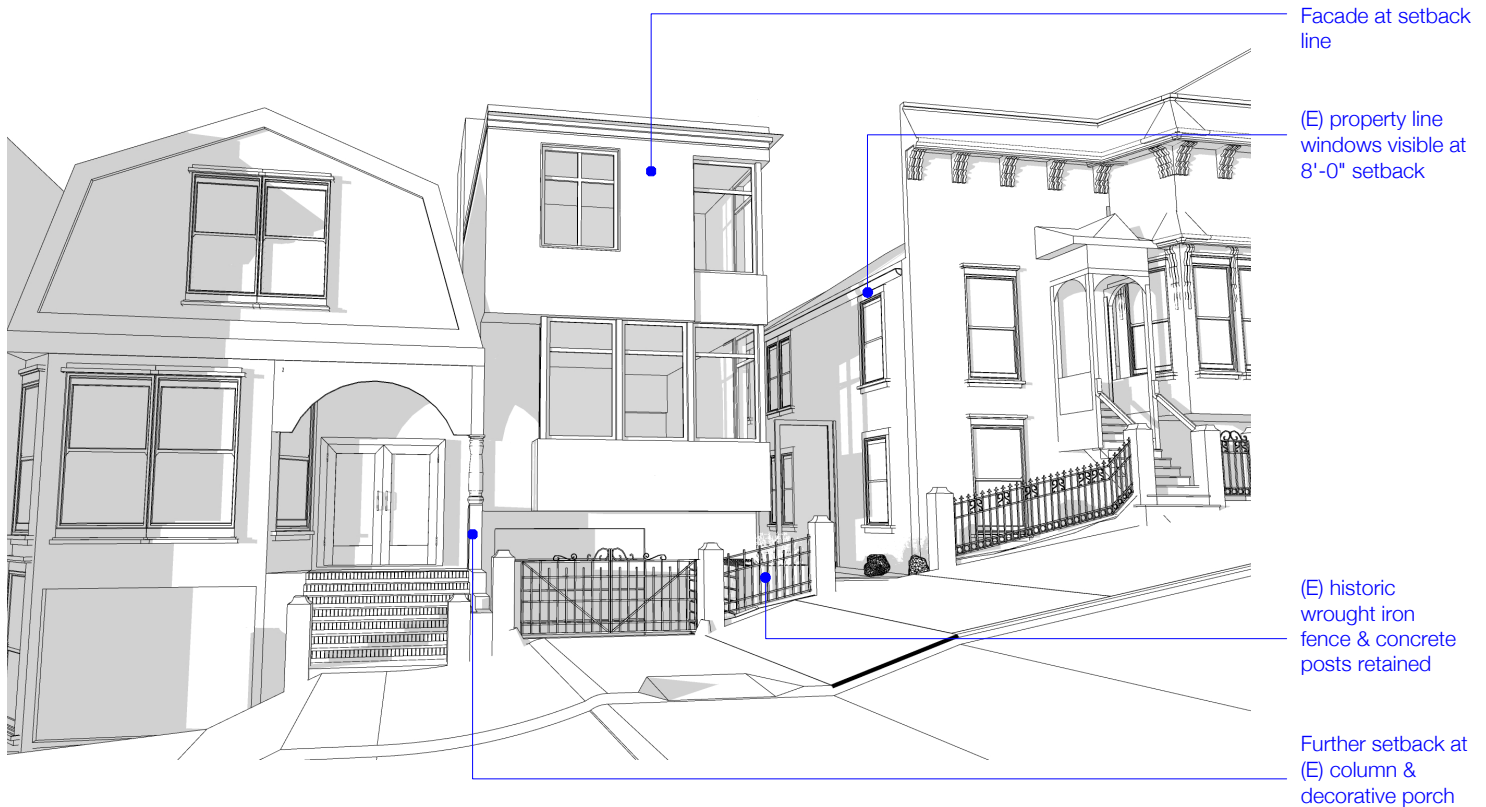 Facade at setback
line
(E) property line
windows visible at
8'-0" setback
(E) historic
wrought iron
fence & concrete
posts retained
Further setback at
(E) column &
decorative porch